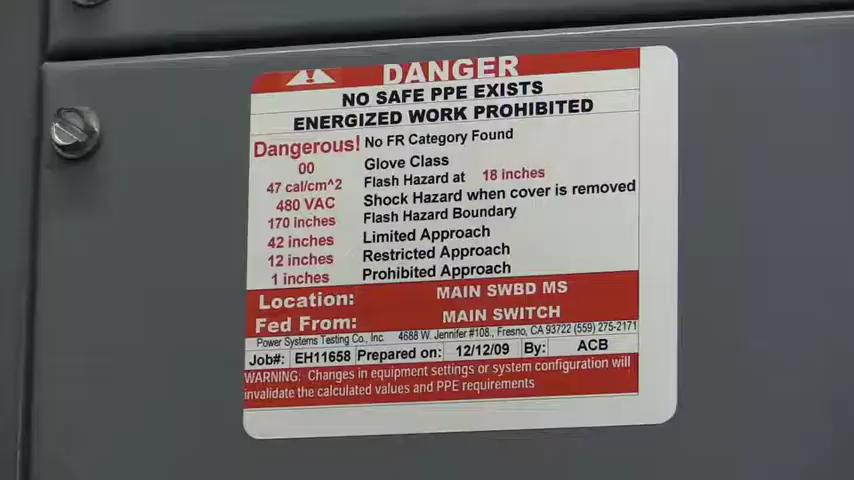 DANGER
NO SAFE PPE EXISTS
ENERGIZED WORK PROHIBITED
Dangerous! No FR Category Found
00 Glove Class
47 cal/cm^2 Flash Hazard at 18 inches
480 VAC Shock Hazard when cover is removed
170 inches Flash Hazard Boundary
42 inches Limited Approach
12 inches Restricted Approach
1 inches Prohibited Approach
Location: MAIN SWBD MS
Fed From: MAIN SWITCH
Power Systems Testing Co., Inc. 4688 W. Jennifer #108., Fresno, CA 93722 (559) 275-2171
Job#: EH11658 Prepared on: 12/12/09 By: ACB
WARNING: Changes in equipment settings or system configuration will
invalidate the calculated values and PPE requirements